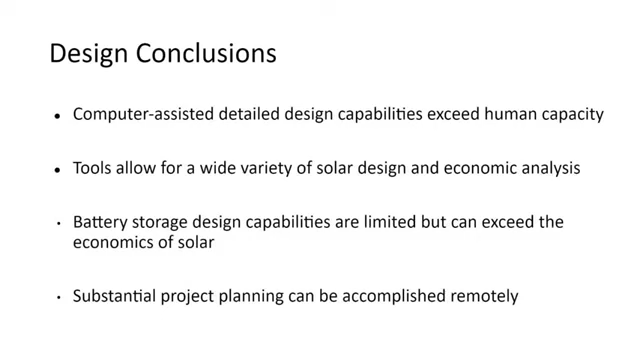 Design Conclusions
• Computer-assisted detailed design capabilities exceed human capacity
• Tools allow for a wide variety of solar design and economic analysis
• Battery storage design capabilities are limited but can exceed the
economics of solar
• Substantial project planning can be accomplished remotely